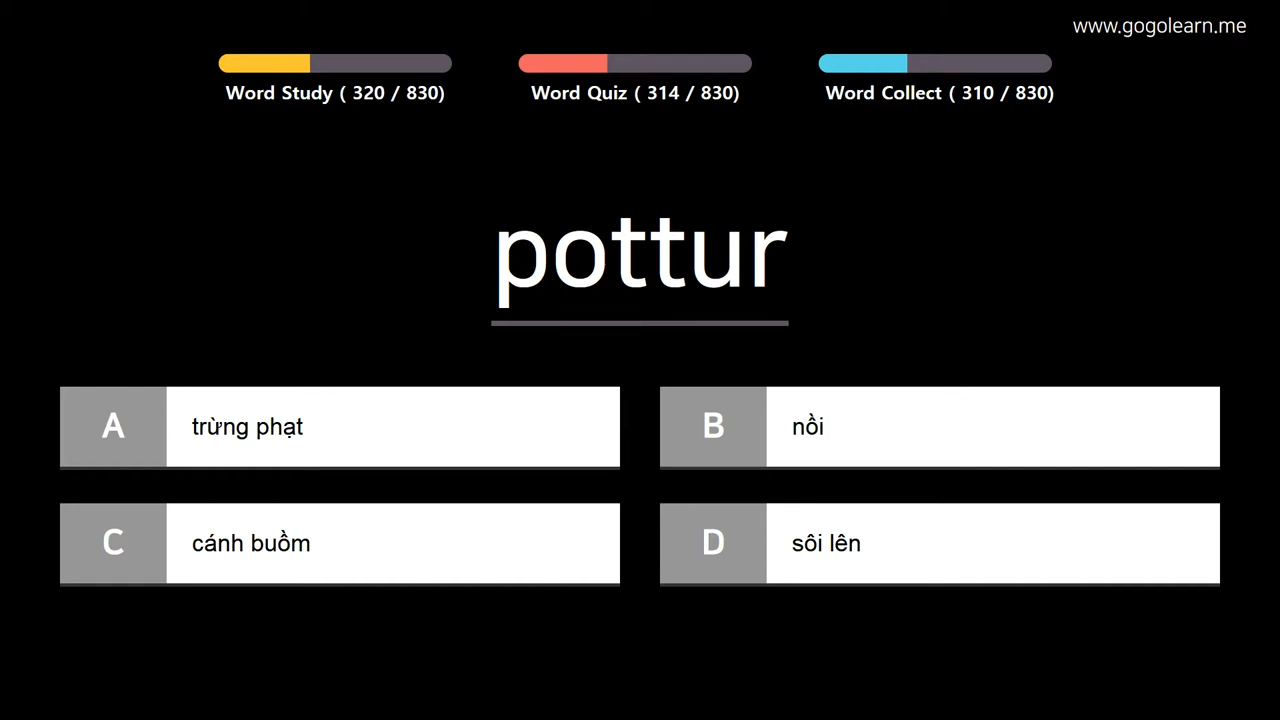 www.gogolearn.me
Word Study ( 320 / 830)
Word Quiz ( 314 / 830)
Word Collect ( 310 / 830)
pottur
A trừng phạt
B nồi
C cánh buồm
D sôi lên